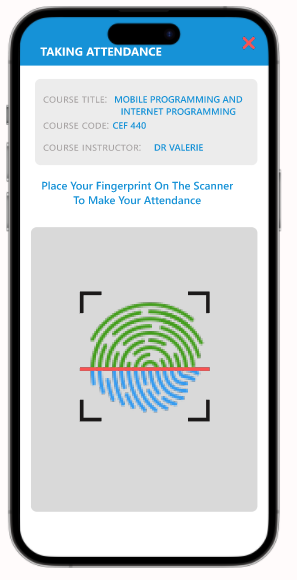 TAKING ATTENDANCE
COURSE TITLE: MOBILE PROGRAMMING AND
INTERNET PROGRAMMING
COURSE CODE: CEF 440
COURSE INSTRUCTOR: DR VALERIE
Place Your Fingerprint On The Scanner
To Make Your Attendance